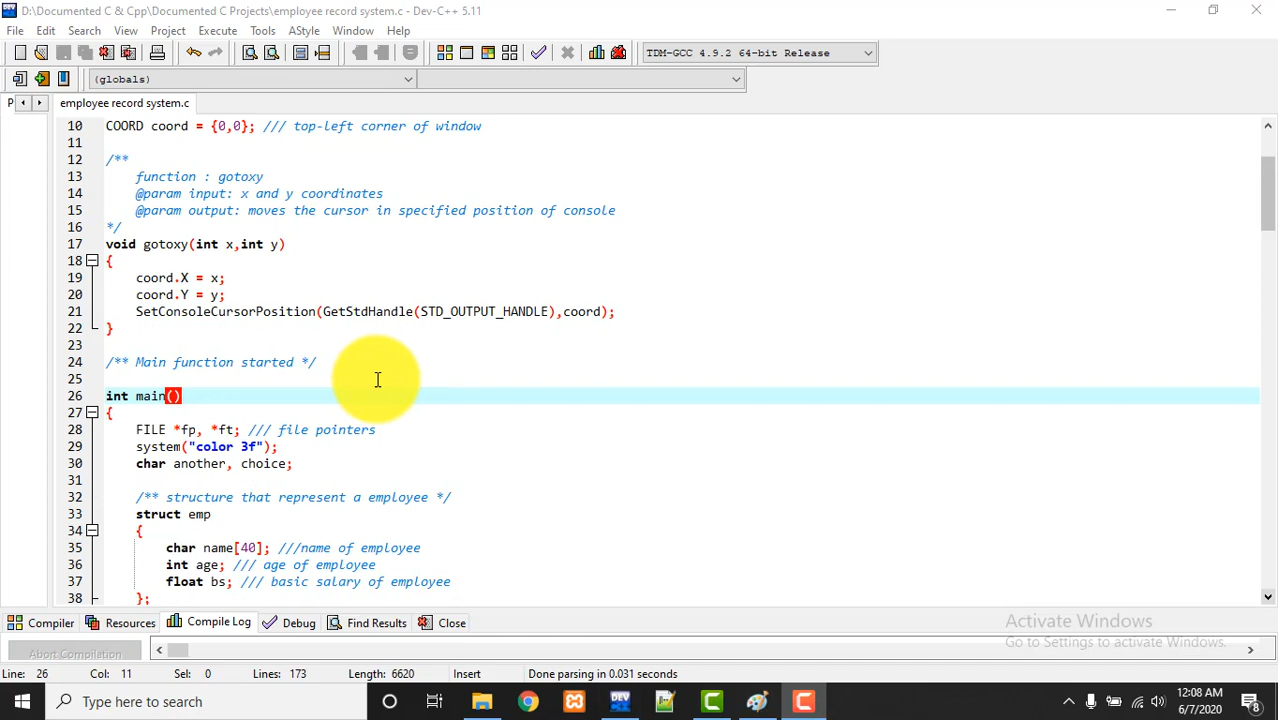 D:\Documented C & Cpp\Documented C Projects\employee record system.c - Dev-C++ 5.11
File Edit Search View Project Execute Tools AStyle Window Help
TDM-GCC 4.9.2 64-bit Release
(globals)
P employee record system.c
10 COORD coord = {0,0}; /// top-left corner of window
11
12 /**
13 function : gotoxy
14 @param input: x and y coordinates
15 @param output: moves the cursor in specified position of console
16 */
17 void gotoxy(int x,int y)
18 {
19 coord.X = x;
20 coord.Y = y;
21 SetConsoleCursorPosition(GetStdHandle(STD_OUTPUT_HANDLE),coord);
22 }
23
24 /** Main function started */
25
26 int main()
27 {
28 FILE *fp, *ft; /// file pointers
29 system("color 3f");
30 char another, choice;
31
32 /** structure that represent a employee */
33 struct emp
34 {
35 char name[40]; ///name of employee
36 int age; /// age of employee
37 float bs; /// basic salary of employee
38 };
Compiler Resources Compile Log Debug Find Results Close
Activate Windows
Go to Settings to activate Windows.
Abort Compilation
Line: 26 Col: 11 Sel: 0 Lines: 173 Length: 6620 Insert Done parsing in 0.031 seconds
Type here to search
DEV
12:08 AM
6/7/2020
8